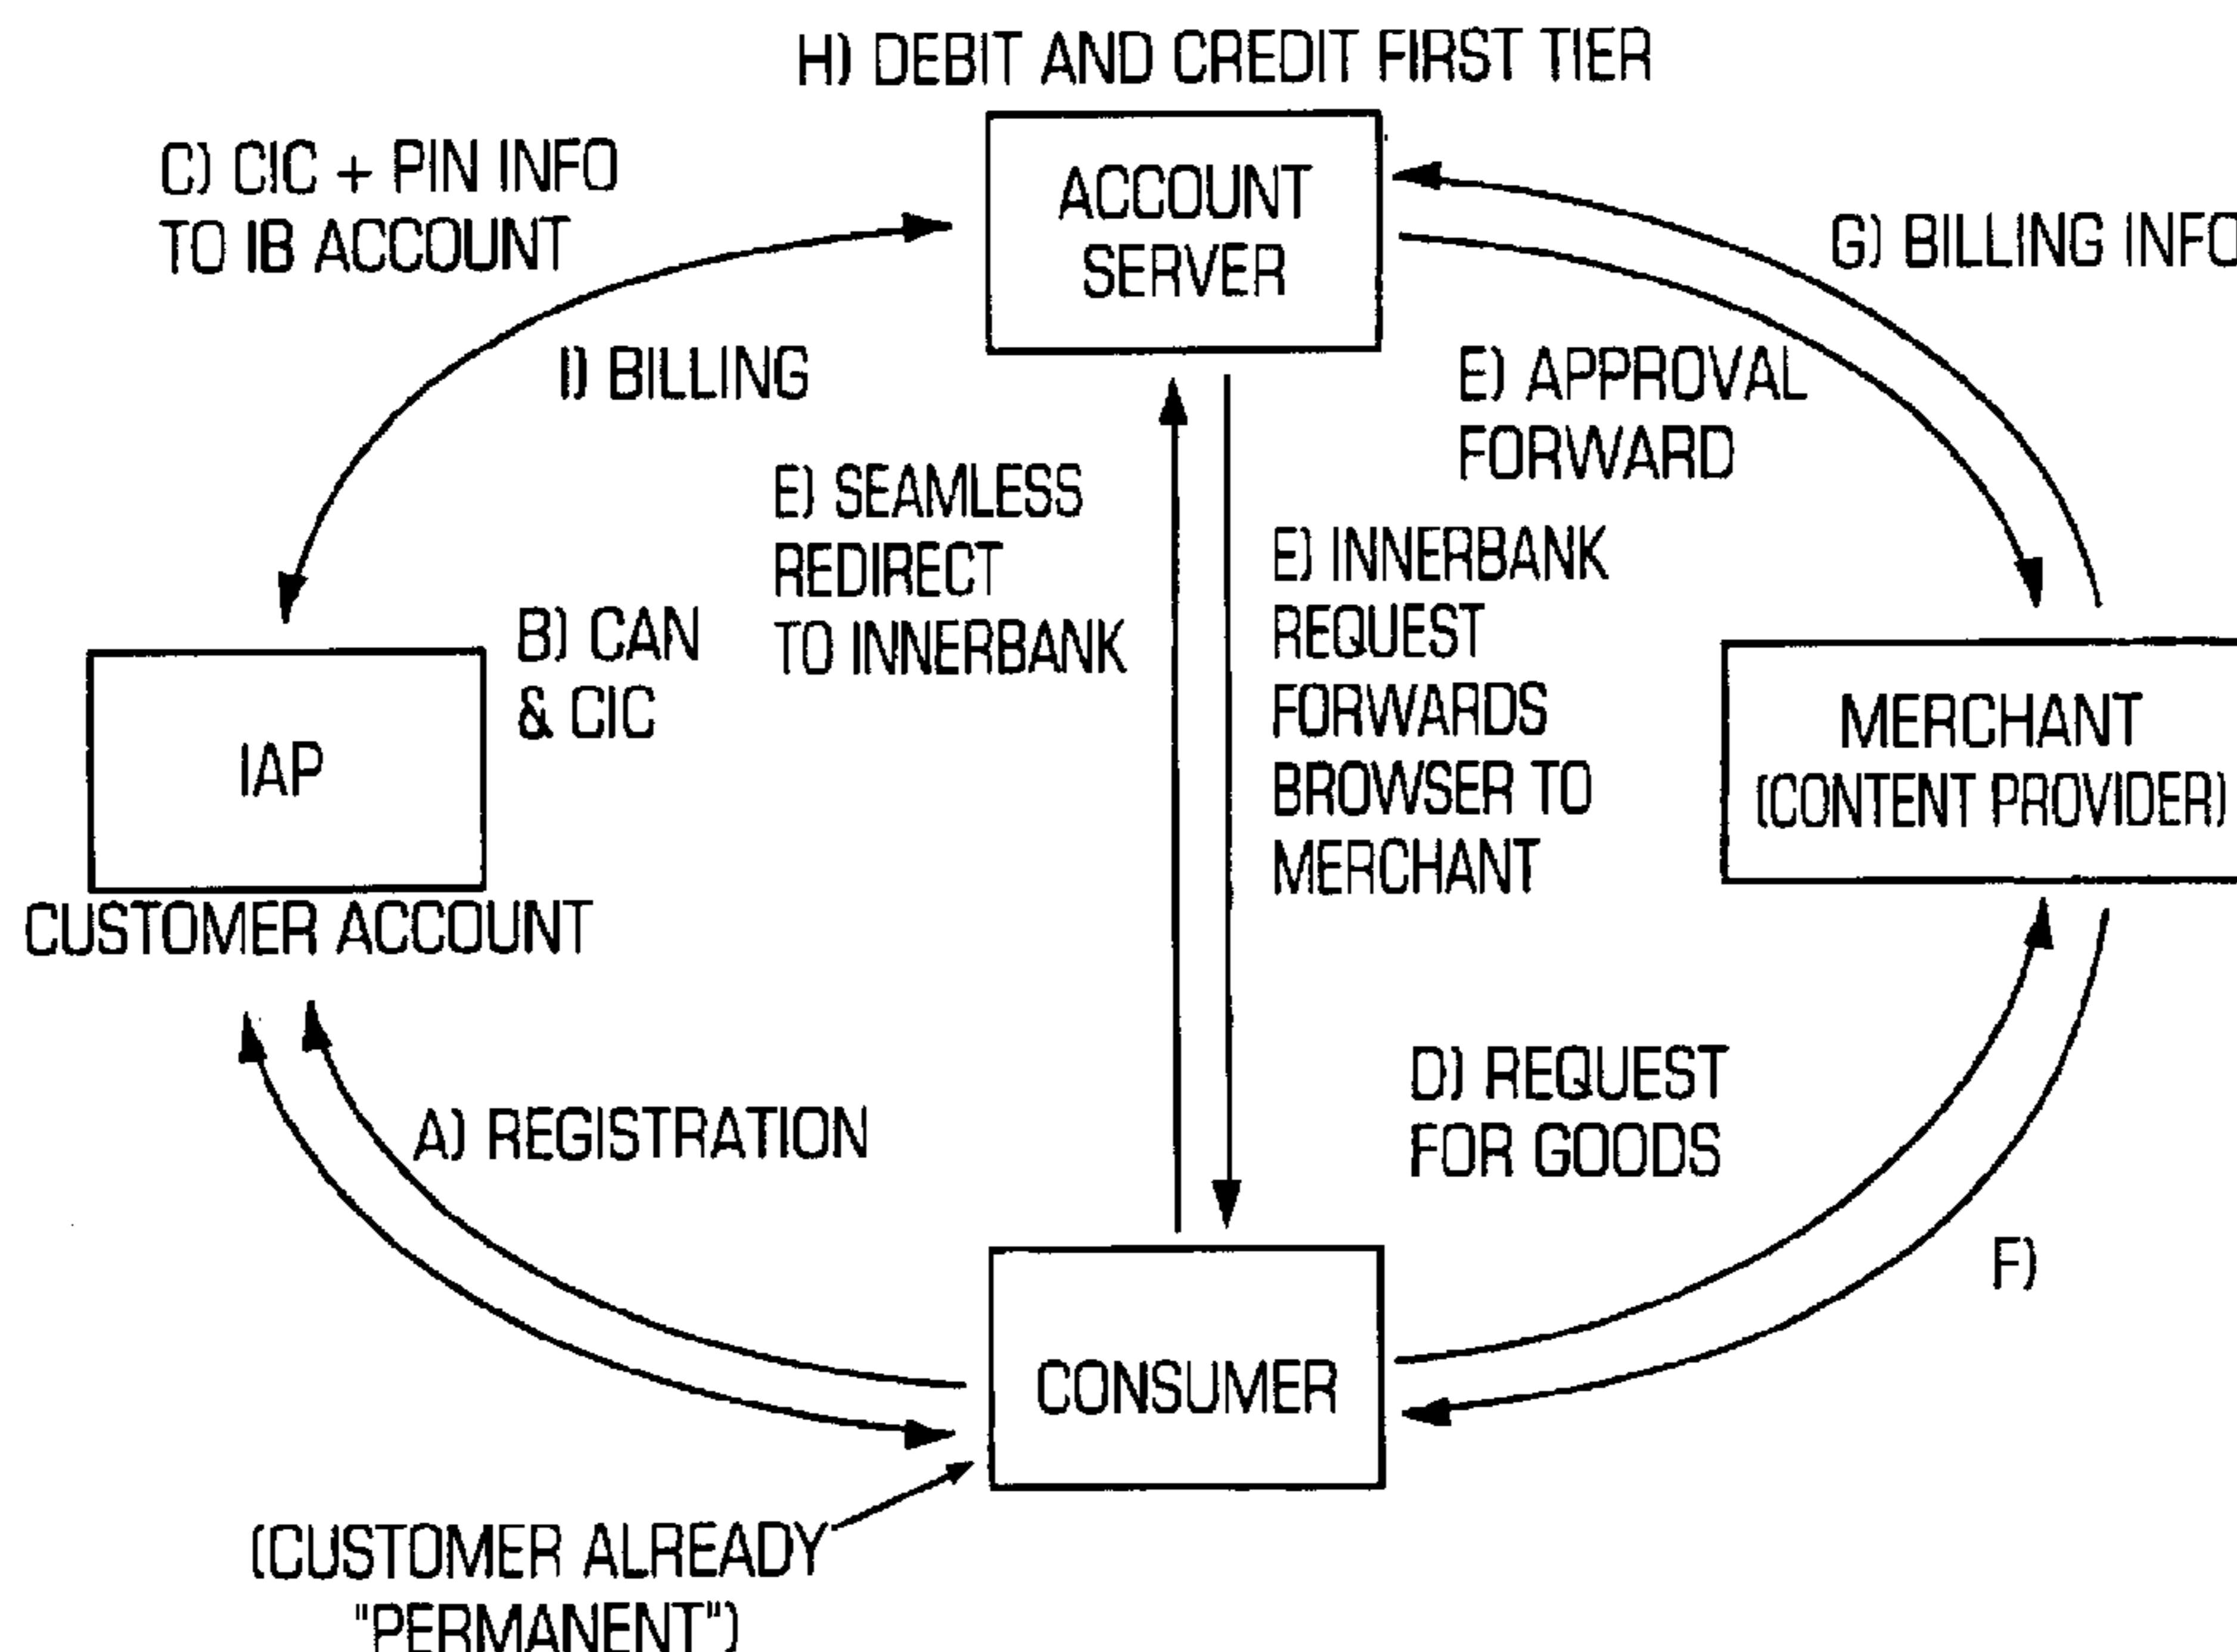 H) DEBIT AND CREDIT FIRST TIER
C) CIC + PIN INFO
TO IB ACCOUNT
ACCOUNT
SERVER
G) BILLING INFO
I) BILLING
E) APPROVAL
FORWARD
E) SEAMLESS
REDIRECT
TO INNERBANK
E) INNERBANK
REQUEST
FORWARDS
BROWSER TO
MERCHANT
B) CAN
& CIC
IAP
CUSTOMER ACCOUNT
MERCHANT
(CONTENT PROVIDER)
A) REGISTRATION
D) REQUEST
FOR GOODS
F)
CONSUMER
(CUSTOMER ALREADY
"PERMANENT")